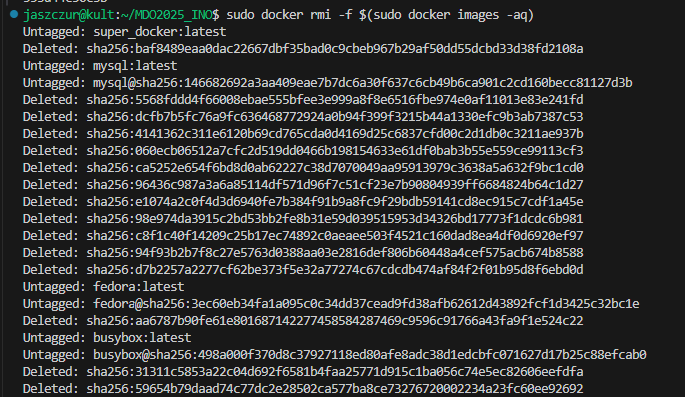 jaszczur@kult:~/MDO2025_INO$ sudo docker rmi -f $(sudo docker images -aq)
Untagged: super_docker:latest
Deleted: sha256:baf8489eaa0dac22667dbf35bad0c9cbeb967b29af50dd55dcbd33d38fd2108a
Untagged: mysql:latest
Untagged: mysql@sha256:146682692a3aa409eae7b7dc6a30f637c6cb49b6ca901c2cd160becc81127d3b
Deleted: sha256:5568fddd4f66008ebae555bfee3e999a8f8e6516fbe974e0af11013e83e241fd
Deleted: sha256:dcfb7b5fc76a9fc636468772924a0b94f399f3215b44a1330efc9b3ab7387c53
Deleted: sha256:4141362c311e6120b69cd765cda0d4169d25c6837cfd00c2d1db0c3211ae937b
Deleted: sha256:060ecb06512a7cfc2d519dd0466b198154633e61df0bab3b55e559ce99113cf3
Deleted: sha256:ca5252e654f6bd8d0ab62227c38d7070049aa95913979c3638a5a632f9bc1cd0
Deleted: sha256:96436c987a3a6a85114df571d96f7c51cf23e7b90804939ff6684824b64c1d27
Deleted: sha256:e1074a2c0f4d3d6940fe7b384f91b9a8fc9f29bdb59141cd8ec915c7cdf1a45e
Deleted: sha256:98e974da3915c2bd53bb2fe8b31e59d039515953d34326bd17773f1dcdc6b981
Deleted: sha256:c8f1c40f14209c25b17ec74892c0aeaee503f4521c160dad8ea4df0d6920ef97
Deleted: sha256:94f93b2b7f8c27e5763d0388aa03e2816def806b60448a4cef575acb674b8588
Deleted: sha256:d7b2257a2277cf62be373f5e32a77274c67cdcdb474af84f2f01b95d8f6ebd0d
Untagged: fedora:latest
Untagged: fedora@sha256:3ec60eb34fa1a095c0c34dd37cead9fd38afb62612d43892fcf1d3425c32bc1e
Deleted: sha256:aa6787b90fe61e801687142277458584287469c9596c91766a43fa9f1e524c22
Untagged: busybox:latest
Untagged: busybox@sha256:498a000f370d8c37927118ed80afe8adc38d1edcbfc071627d17b25c88efcab0
Deleted: sha256:31311c5853a22c04d692f6581b4faa25771d915c1ba056c74e5ec82606eefdfa
Deleted: sha256:59654b79daad74c77dc2e28502ca577ba8ce73276720002234a23fc60ee92692